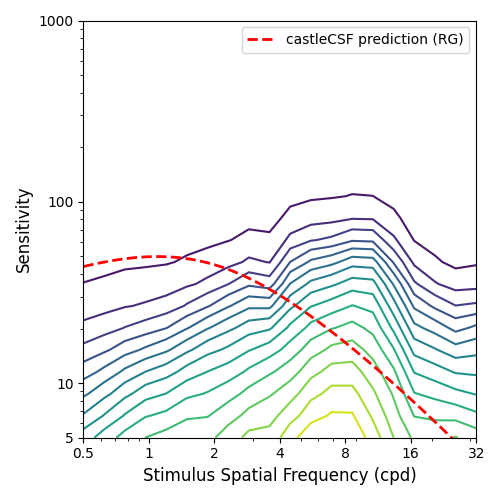 castleCSF prediction (RG)
1000
100
10
5
Sensitivity
0.5 1 2 4 8 16 32
Stimulus Spatial Frequency (cpd)